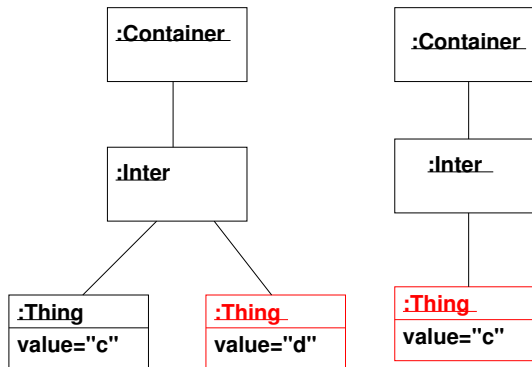 :Container
:Inter
:Thing
value="c"
:Thing
value="d"
:Container
:Inter
:Thing
value="c"